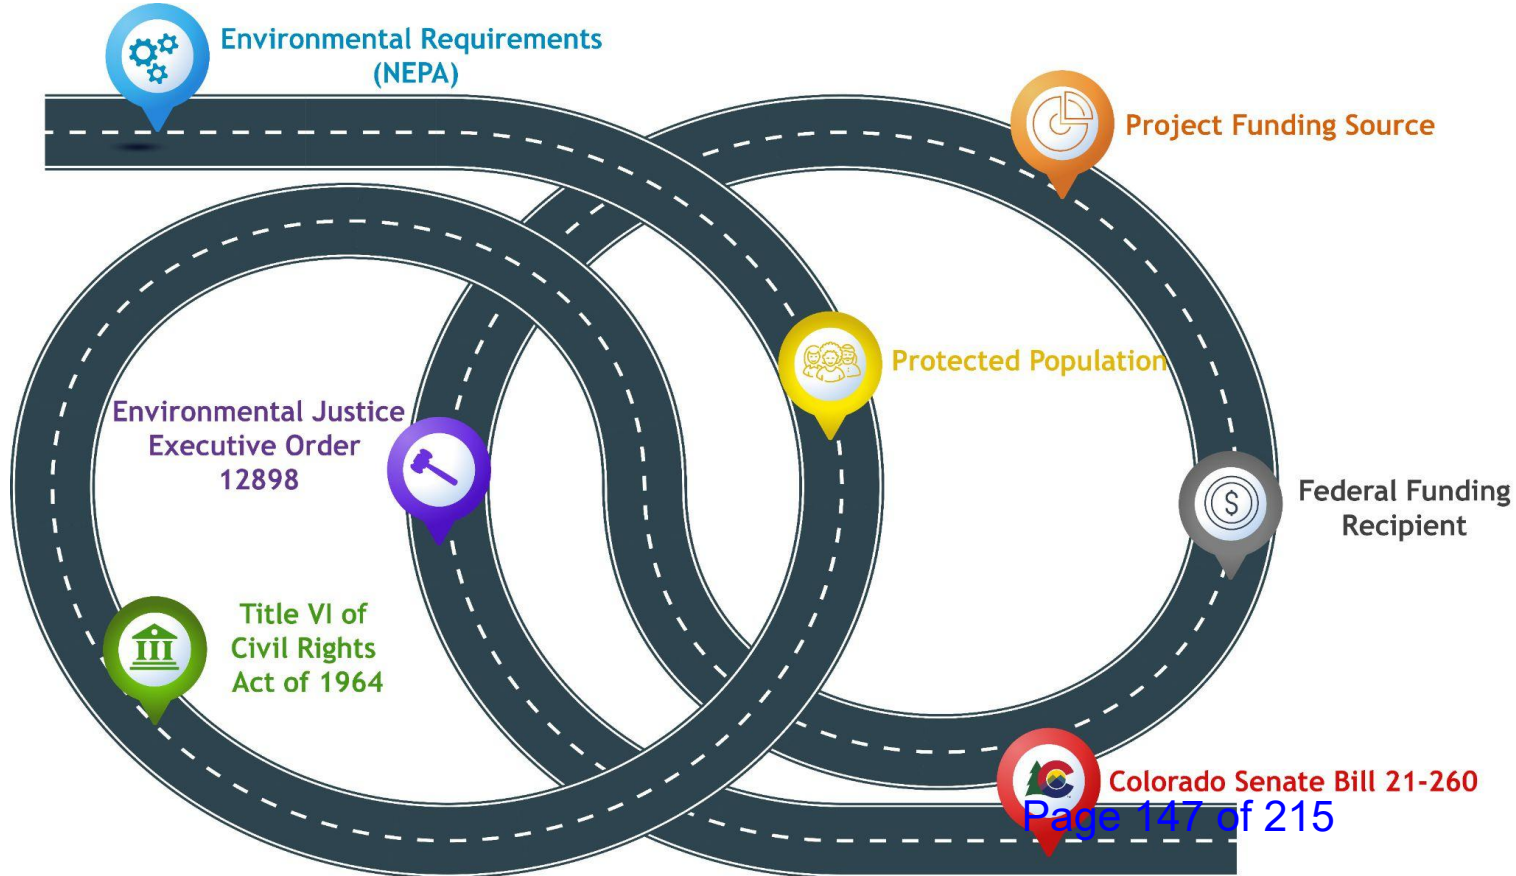 Environmental Requirements
(NEPA)
Project Funding Source
Protected Population
Environmental Justice
Executive Order
12898
Federal Funding
Recipient
Title VI of
Civil Rights
Act of 1964
Colorado Senate Bill 21-260
Page 147 of 215